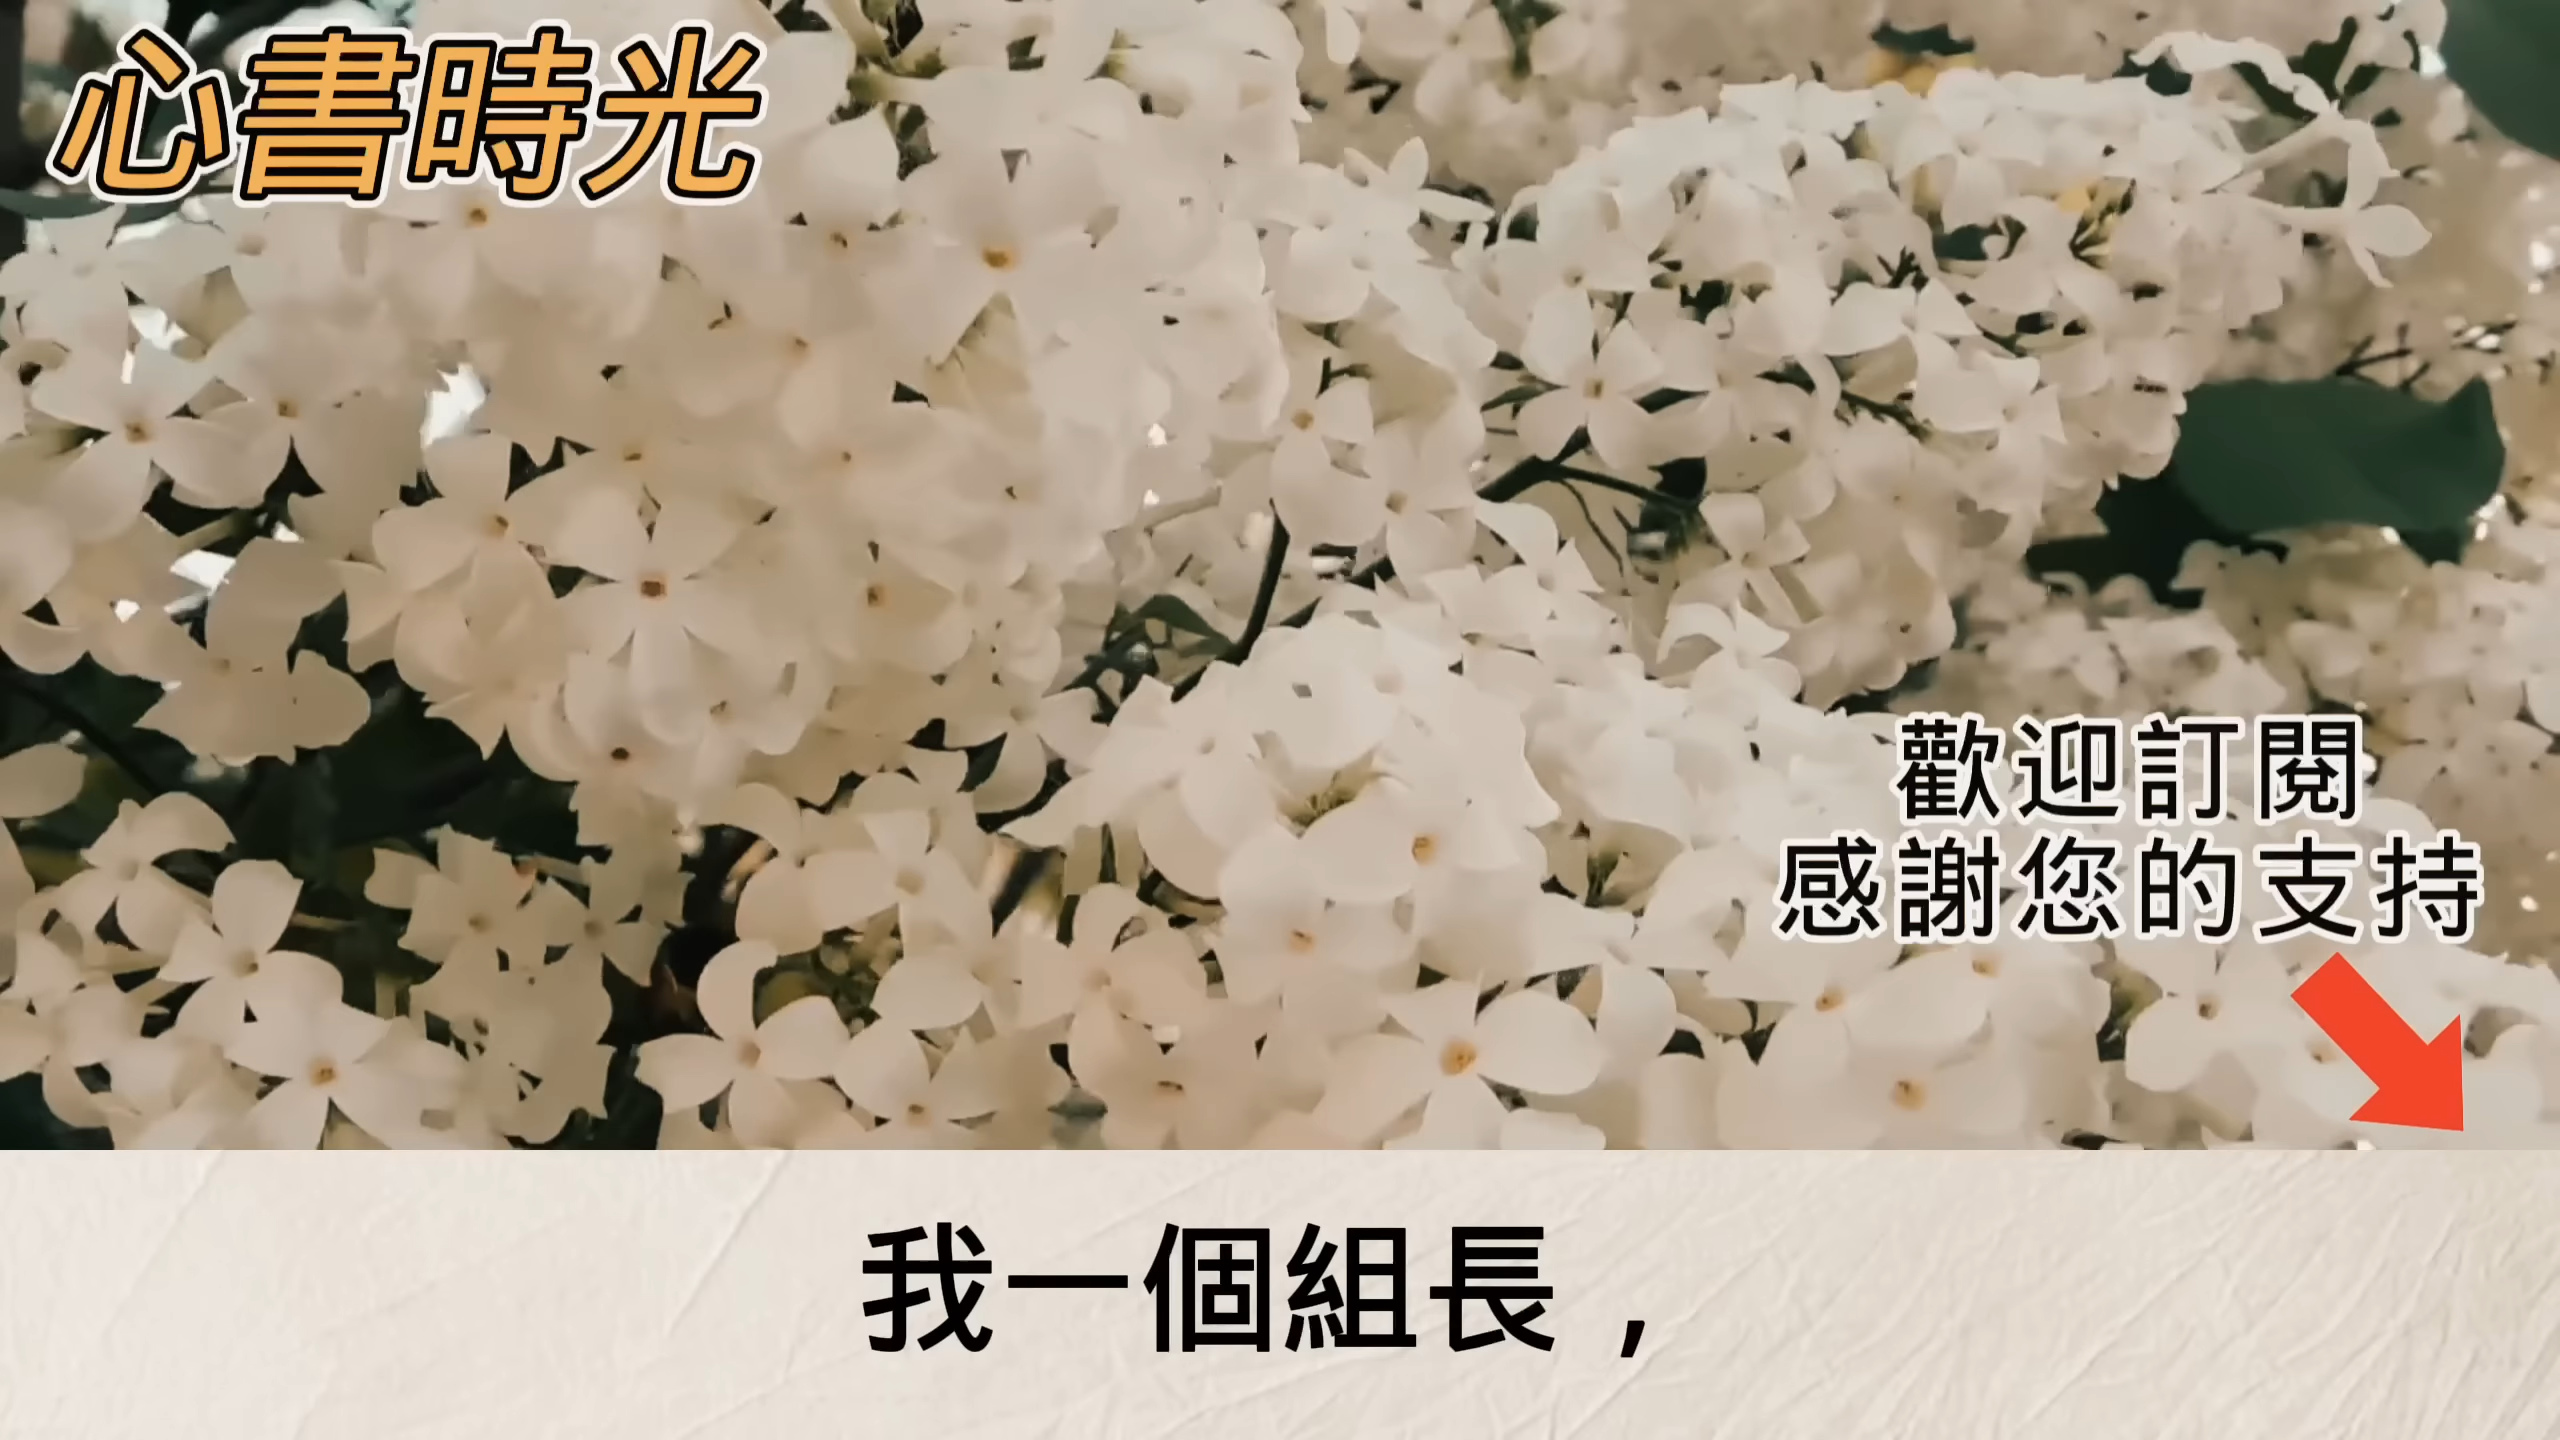 心書時光
歡迎訂閱
感謝您的支持
我一個組長，